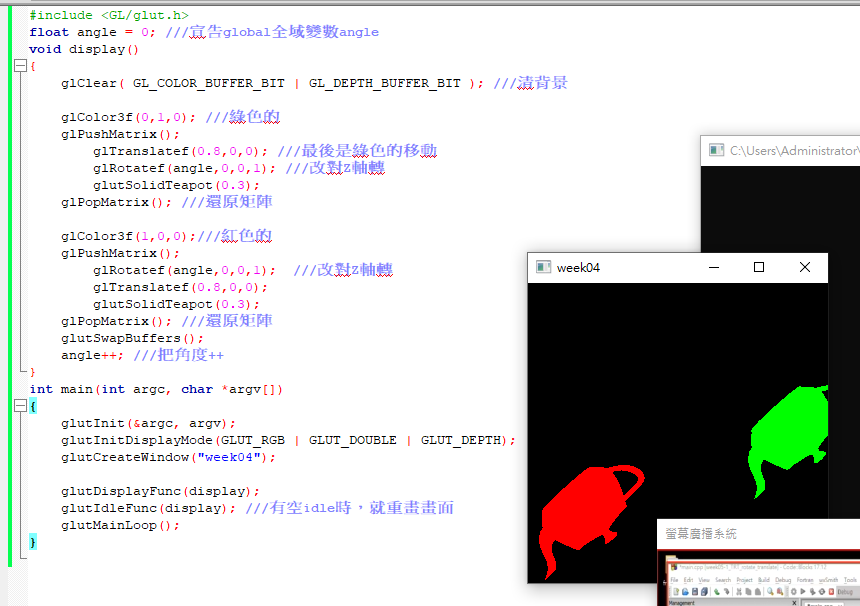 #include <GL/glut.h>
float angle = 0; ///宣告global全域變數angle
void display()
{
glClear( GL_COLOR_BUFFER_BIT | GL_DEPTH_BUFFER_BIT ); ///清背景
glColor3f(0,1,0); ///綠色的
glPushMatrix();
glTranslatef(0.8,0,0); ///最後是綠色的移動
glRotatef(angle,0,0,1); ///改對z軸轉
glutSolidTeapot(0.3);
glPopMatrix(); ///還原矩陣
glColor3f(1,0,0);///紅色的
glPushMatrix();
glRotatef(angle,0,0,1);  ///改對z軸轉
glTranslatef(0.8,0,0);
glutSolidTeapot(0.3);
glPopMatrix(); ///還原矩陣
glutSwapBuffers();
angle++; ///把角度++
}
int main(int argc, char *argv[])
{
glutInit(&argc, argv);
glutInitDisplayMode(GLUT_RGB | GLUT_DOUBLE | GLUT_DEPTH);
glutCreateWindow("week04");
glutDisplayFunc(display);
glutIdleFunc(display); ///有空idle時，就重畫畫面
glutMainLoop();
}
C:\Users\Administrator\
week04
螢幕廣播系統
File Edit View Search Project Build Debug Fortran wxSmith Tools
Management